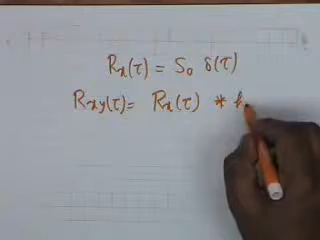 Rx(τ) = S0 δ(τ)
Rxy(τ) = Rx(τ) * h